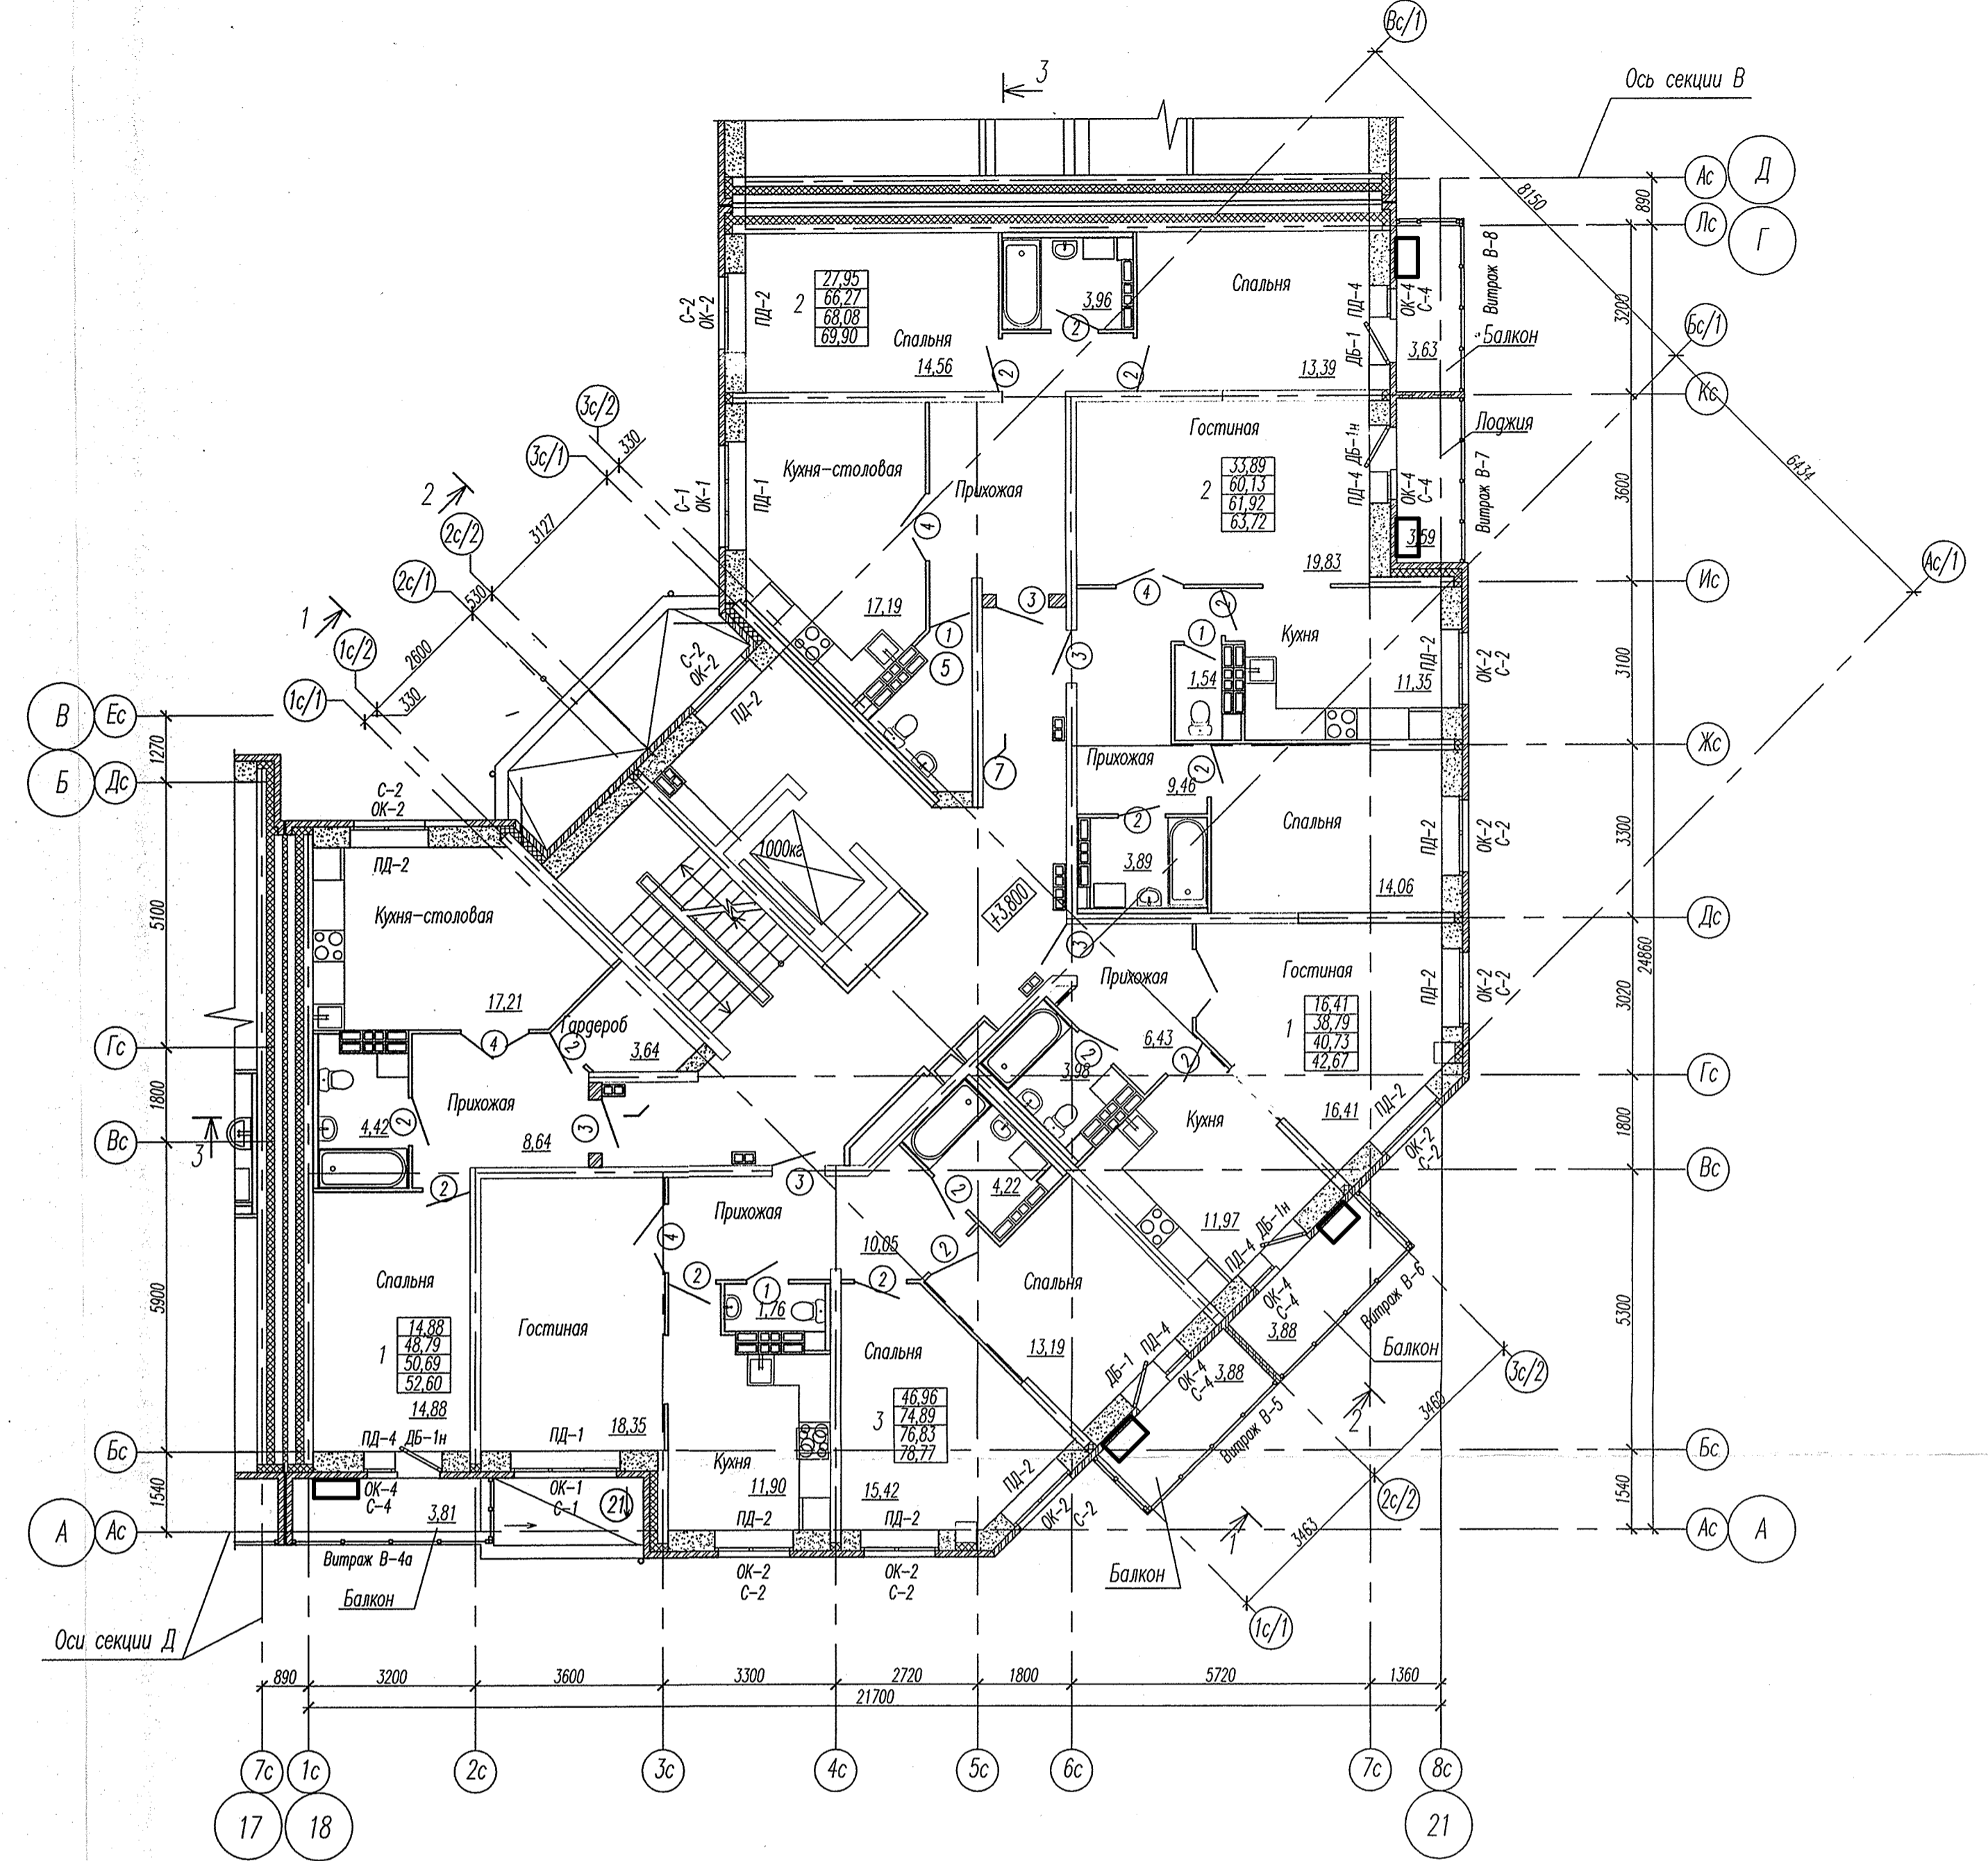 Вс/1
3
Ось секции В
Ас
Д
8150
890
Лс
Г
Витраж В-8
С-2
ОК-2
ПД-2
2
27,95
66,27
68,08
69,90
3,96
2
Спальня
ПД-4
ОК-4
С-4
3200
Бс/1
Спальня
14,56
2
2
13,39
ДБ-1
3,63
Балкон
Кс
3с/2
330
3с/1
Гостиная
Лоджия
ДБ-1н
6434
Кухня-столовая
Прихожая
2
33,89
60,13
61,92
63,72
ПД-4
ОК-4
С-4
Витраж В-7
3600
2
3127
С-1
ОК-1
ПД-1
4
2с/2
19,83
3,59
Ас/1
2с/1
530
Ис
4
17,19
3
2
1
1с/2
2600
1
Кухня
3
1
5
С-2
ОК-2
1,54
11,35
ПД-2
ОК-2
С-2
3100
1с/1
330
ПД-2
В
Ес
1270
Б
Дс
Прихожая
7
2
9,46
Жс
С-2
ОК-2
ПД-2
1000кг
2
Спальня
3,89
14,06
ПД-2
ОК-2
С-2
3300
Кухня-столовая
+3,800
Дс
5100
3
24860
Прихожая
Гостиная
ПД-2
ОК-2
С-2
3020
17,21
Гардероб
4
2
3,64
6,43
2
3,98
2
1
16,41
38,79
40,73
42,67
Гс
Гс
1800
Прихожая
4,42
2
8,64
3
Кухня
16,41
ПД-2
ОК-2
С-2
1800
Вс
3
Вс
2
3
4,22
2
Прихожая
4
10,05
2
11,97
ДБ-1н
ПД-4
ОК-4
С-4
Витраж В-6
Спальня
2
1
1,76
2
Спальня
5900
5300
Гостиная
3,88
Балкон
1
14,88
48,79
50,69
52,60
14,88
Спальня
13,19
ДБ-1
ПД-4
ОК-4
С-4
3,88
3с/2
3
46,96
74,89
76,83
78,77
2
3460
Витраж В-5
18,35
ПД-4
ДБ-1н
ПД-1
Бс
Бс
Кухня
11,90
15,42
ПД-2
ОК-2
С-2
2с/2
1540
1540
ОК-4
С-4
3,81
ОК-1
С-1
21
ПД-2
ПД-2
А
Ас
Ас
А
3463
1
Витраж В-4а
ОК-2
С-2
ОК-2
С-2
Балкон
Балкон
1с/1
Оси секции Д
890
3200
3600
3300
2720
1800
5720
1360
21700
7с
1с
2с
3с
4с
5с
6с
7с
8с
17
18
21